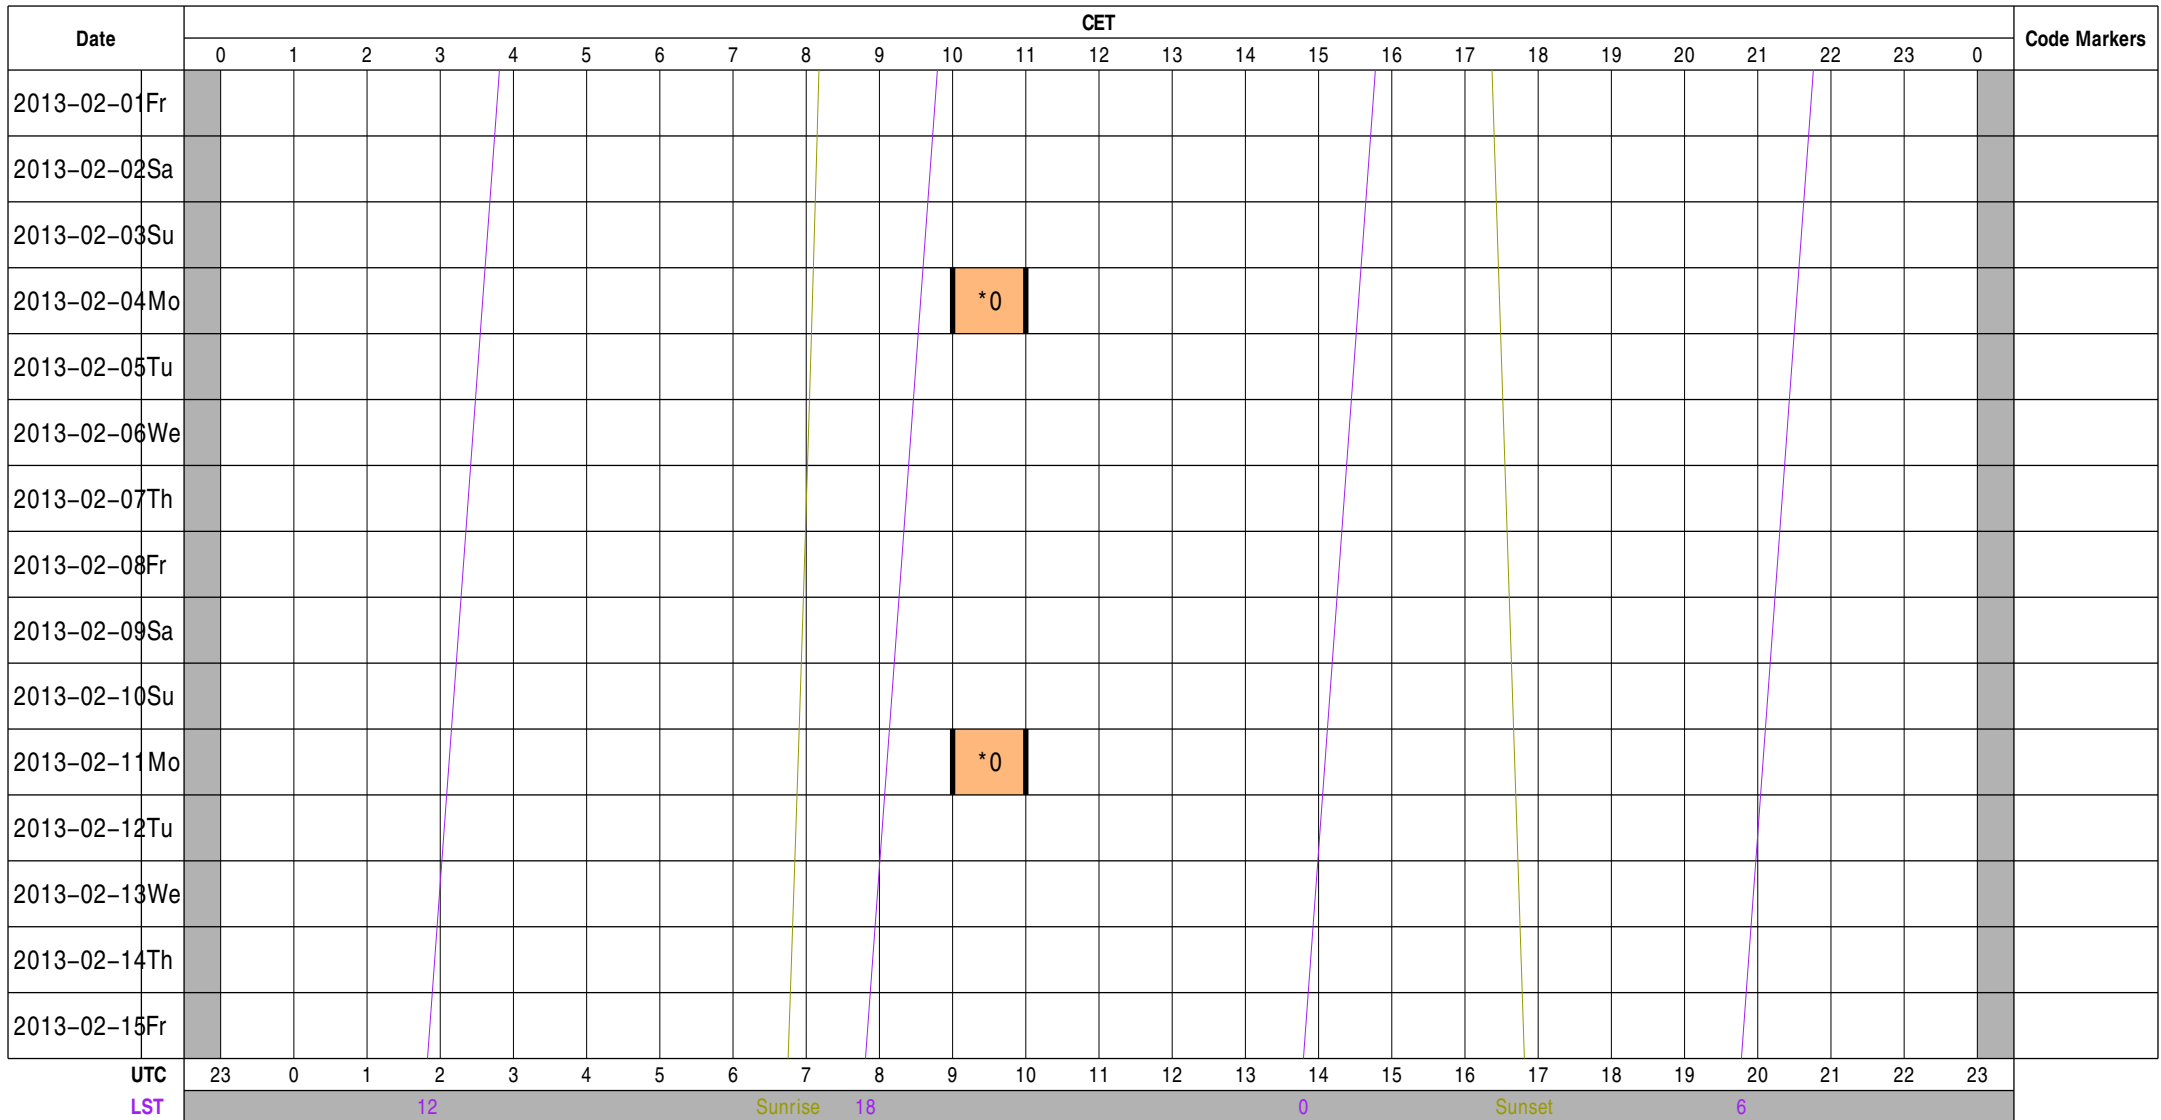 Date CET Code Markers
0 1 2 3 4 5 6 7 8 9 10 11 12 13 14 15 16 17 18 19 20 21 22 23 0
2013-02-01Fr
2013-02-02Sa
2013-02-03Su
2013-02-04Mo *0
2013-02-05Tu
2013-02-06We
2013-02-07Th
2013-02-08Fr
2013-02-09Sa
2013-02-10Su
2013-02-11Mo *0
2013-02-12Tu
2013-02-13We
2013-02-14Th
2013-02-15Fr
UTC 23 0 1 2 3 4 5 6 7 8 9 10 11 12 13 14 15 16 17 18 19 20 21 22 23
LST 12 Sunrise 18 0 Sunset 6